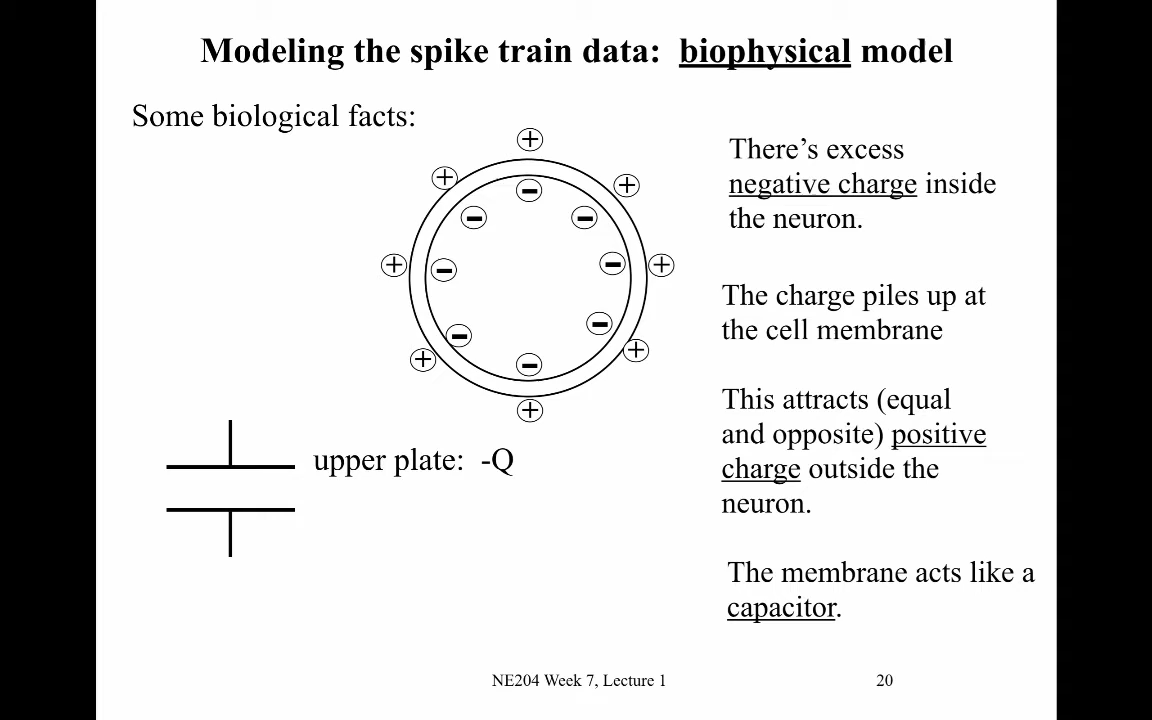 Modeling the spike train data:  biophysical model
Some biological facts:
There’s excess
negative charge inside
the neuron.
The charge piles up at
the cell membrane
This attracts (equal
and opposite) positive
charge outside the
neuron.
upper plate:  -Q
The membrane acts like a
capacitor.
NE204 Week 7, Lecture 1
20